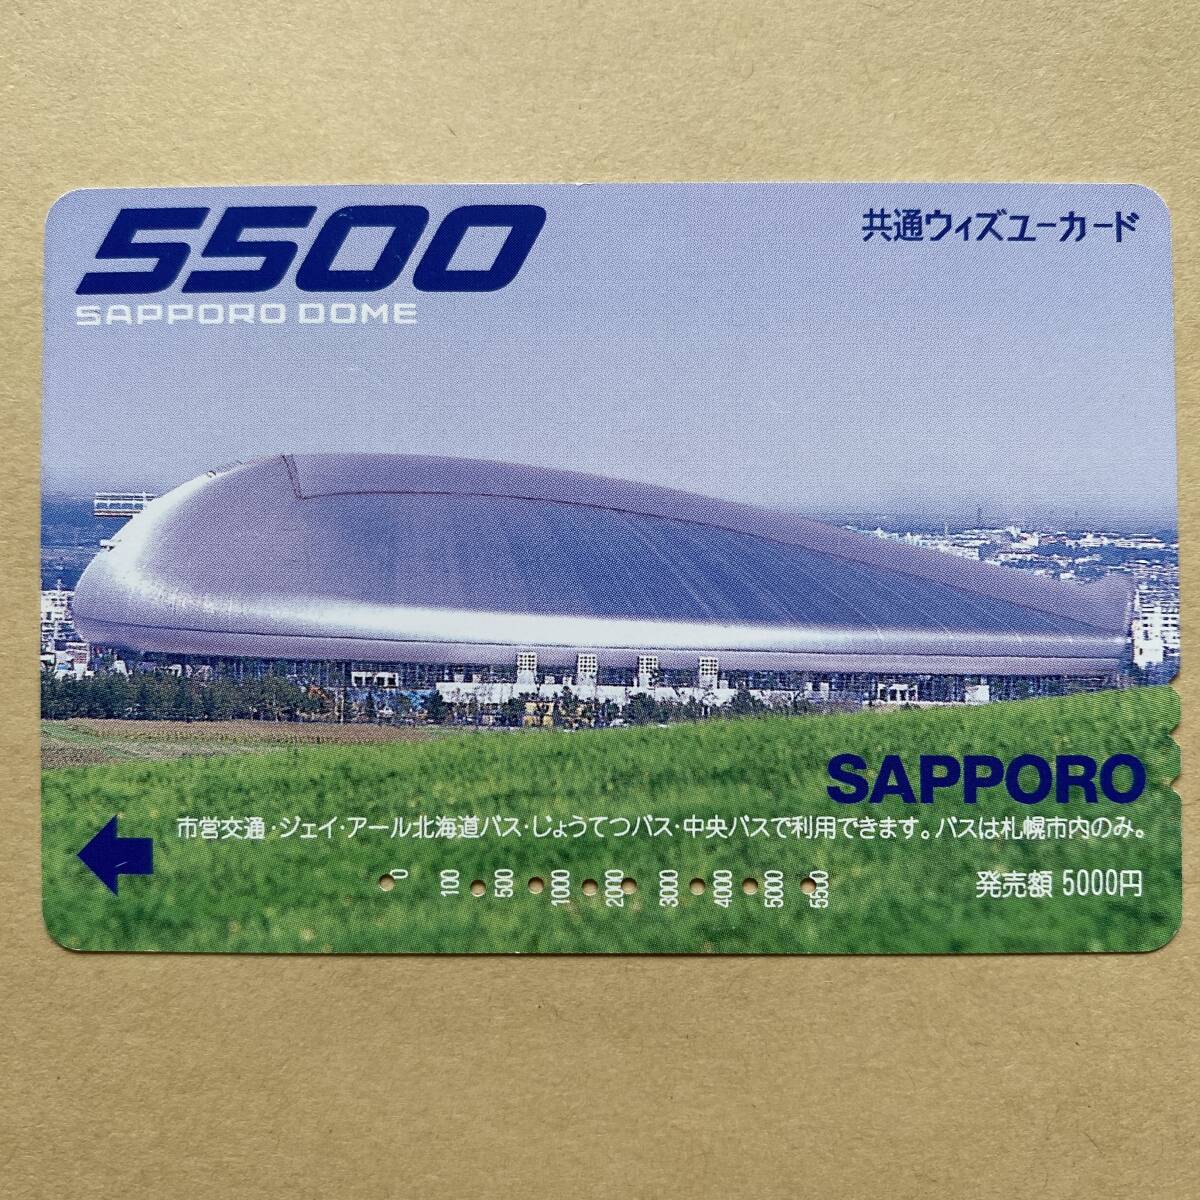 5500
SAPPORO DOME
共通ウィズユーカード
SAPPORO
市営交通・ジェイ・アール北海道バス・じょうてつバス・中央バスで利用できます。バスは札幌市内のみ。
0 100 500 1000 2000 3000 4000 5000 5500
発売額 5000円